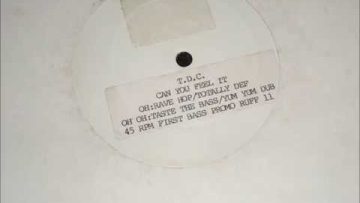 T.D.C.
CAN YOU FEEL IT
OH:RAVE HOP/TOTALLY DEF
OH OH:TASTE THE BASS/YUM YUM DUB
45 RPM FIRST BASS PROMO RUFF 11